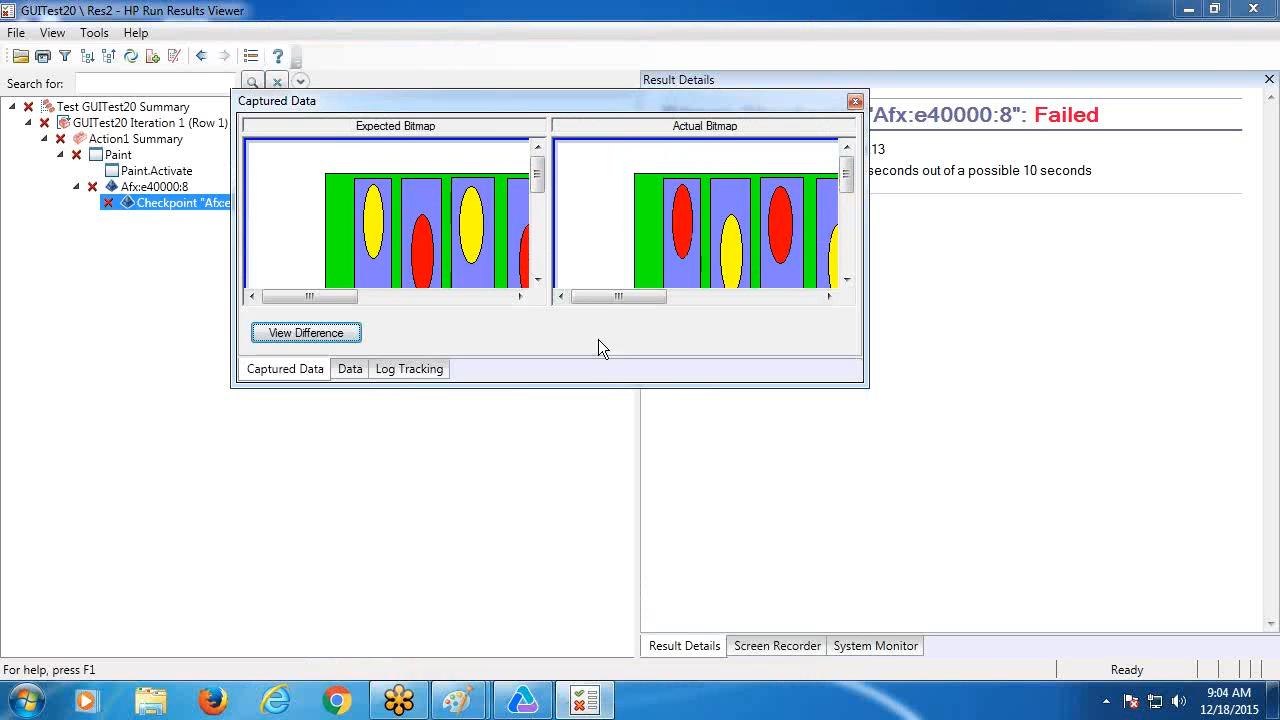 GUITest20 \ Res2 - HP Run Results Viewer
File View Tools Help
Search for:
Result Details
Test GUITest20 Summary
GUITest20 Iteration 1 (Row 1)
Action1 Summary
Paint
Paint.Activate
Afx:e40000:8
Checkpoint "Afx:e
Captured Data
Expected Bitmap
Actual Bitmap
View Difference
Captured Data Data Log Tracking
"Afx:e40000:8": Failed
13
seconds out of a possible 10 seconds
Result Details Screen Recorder System Monitor
For help, press F1
Ready
9:04 AM
12/18/2015